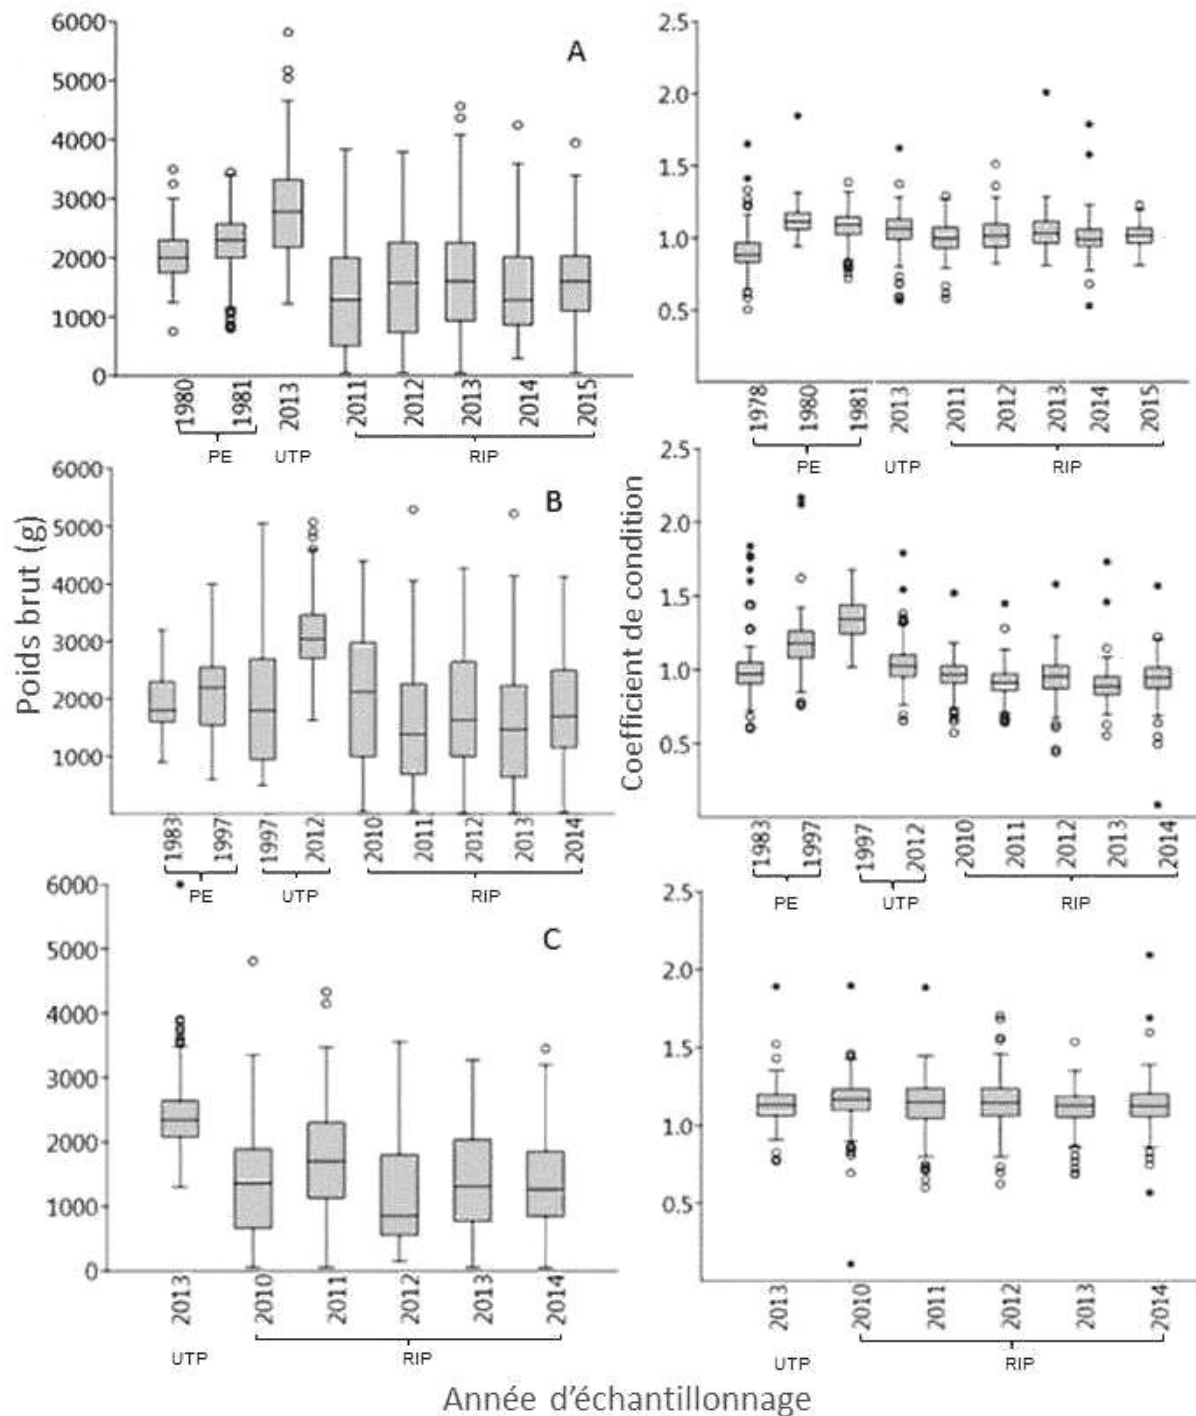 6000
5000
4000
3000
2000
1000
0
A
1980 1981 2013 2011 2012 2013 2014 2015
PE UTP RIP
2.5
2.0
1.5
1.0
0.5
1978 1980 1981 2013 2011 2012 2013 2014 2015
PE UTP RIP
Poids brut (g)
6000
5000
4000
3000
2000
1000
B
1983 1997 1997 2012 2010 2011 2012 2013 2014
PE UTP RIP
Coefficient de condition
2.5
2.0
1.5
1.0
0.5
1983 1997 1997 2012 2010 2011 2012 2013 2014
PE UTP RIP
6000
5000
4000
3000
2000
1000
0
C
2013 2010 2011 2012 2013 2014
UTP RIP
2.5
2.0
1.5
1.0
0.5
2013 2010 2011 2012 2013 2014
UTP RIP
Année d'échantillonnage